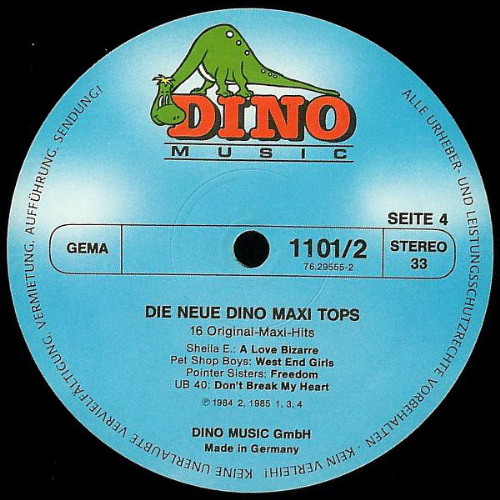 DINO
MUSIC
SEITE 4
GEMA
1101/2
76.29555-2
STEREO
33
DIE NEUE DINO MAXI TOPS
16 Original-Maxi-Hits
Sheila E.: A Love Bizarre
Pet Shop Boys: West End Girls
Pointer Sisters: Freedom
UB 40: Don't Break My Heart
℗ 1984 2, 1985 1, 3, 4
DINO MUSIC GmbH
Made in Germany
ALLE URHEBER- UND LEISTUNGSSCHUTZRECHTE VORBEHALTEN · KEIN VERLEIH! KEINE UNERLAUBTE VERVIELFÄLTIGUNG, VERMIETUNG, AUFFÜHRUNG, SENDUNG!